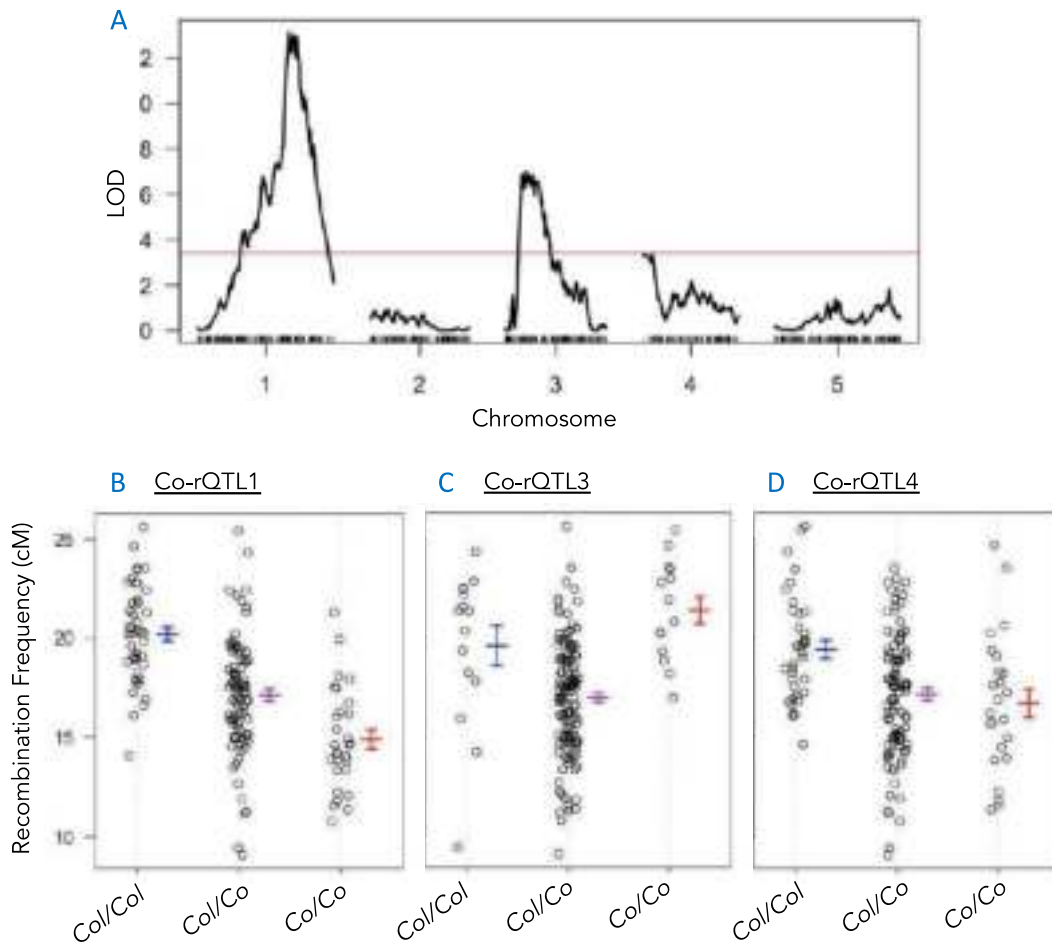 A
2
0
8
6
4
2
0
LOD
1 2 3 4 5
Chromosome
B Co-rQTL1
C Co-rQTL3
D Co-rQTL4
Recombination Frequency (cM)
25
20
15
10
Col/Col Col/Co Co/Co
Col/Col Col/Co Co/Co
Col/Col Col/Co Co/Co